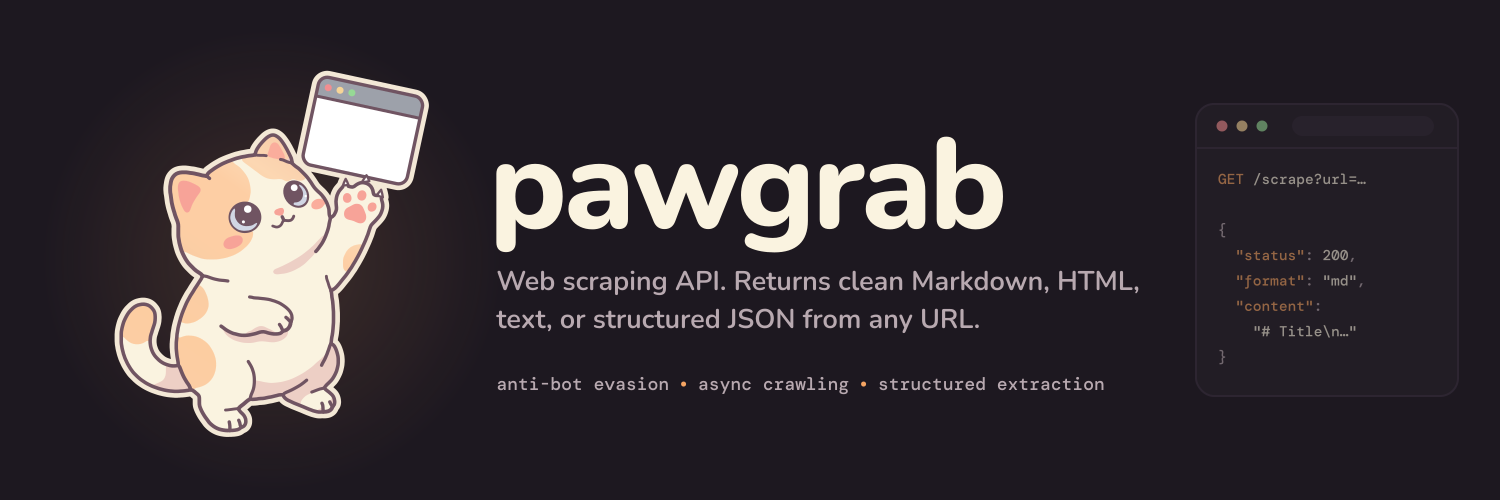 pawgrab
Web scraping API. Returns clean Markdown, HTML,
text, or structured JSON from any URL.
anti-bot evasion • async crawling • structured extraction
GET /scrape?url=…
{
"status": 200,
"format": "md",
"content":
"# Title\n…"
}